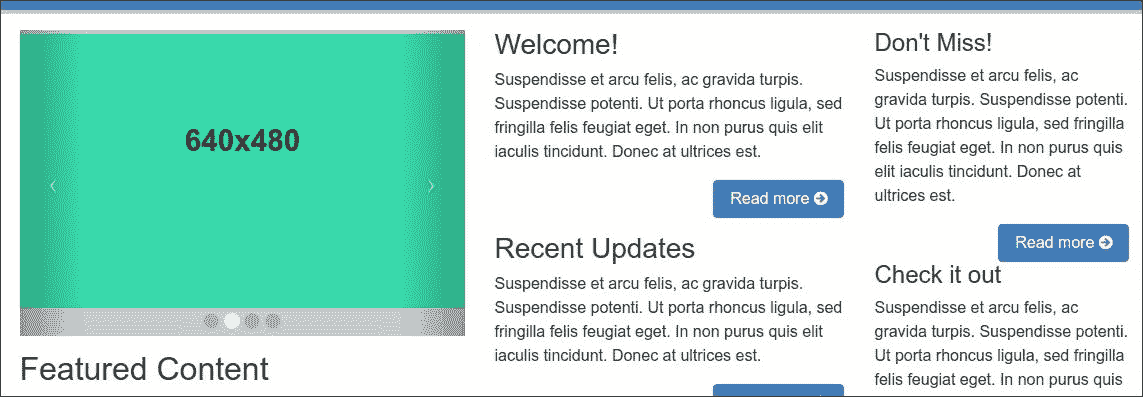 640x480
Featured Content
Welcome!
Suspendisse et arcu felis, ac gravida turpis.
Suspendisse potenti. Ut porta rhoncus ligula, sed
fringilla felis feugiat eget. In non purus quis elit
iaculis tincidunt. Donec at ultrices est.
Read more
Recent Updates
Suspendisse et arcu felis, ac gravida turpis.
Suspendisse potenti. Ut porta rhoncus ligula, sed
fringilla felis feugiat eget. In non purus quis elit
iaculis tincidunt. Donec at ultrices est.
Don't Miss!
Suspendisse et arcu felis, ac
gravida turpis. Suspendisse potenti.
Ut porta rhoncus ligula, sed fringilla
felis feugiat eget. In non purus quis
elit iaculis tincidunt. Donec at
ultrices est.
Read more
Check it out
Suspendisse et arcu felis, ac
gravida turpis. Suspendisse potenti.
Ut porta rhoncus ligula, sed fringilla
felis feugiat eget. In non purus quis